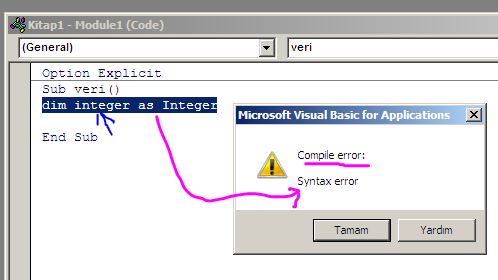 Kitap1 - Module1 (Code)
(General)
veri
Option Explicit
Sub veri()
dim integer as Integer
End Sub
Microsoft Visual Basic for Applications
Compile error:
Syntax error
Tamam
Yardım